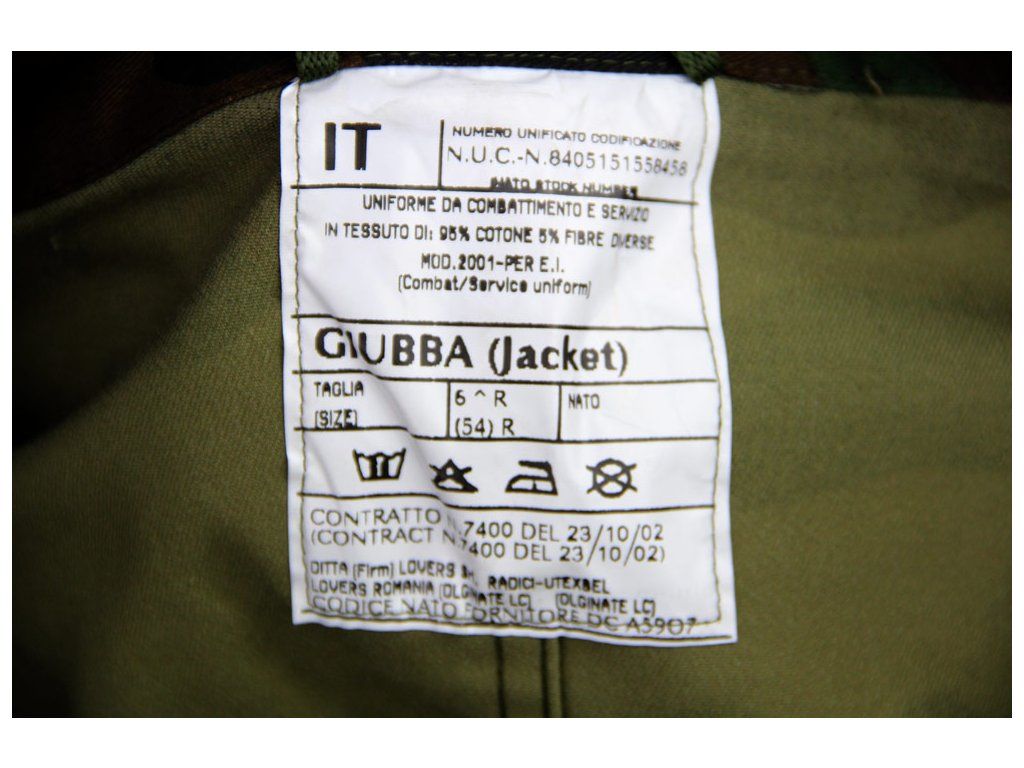 IT
NUMERO UNIFICATO CODIFICAZIONE
N.U.C.-N.8405151558458
(NATO STOCK NUMBER)
UNIFORME DA COMBATTIMENTO E SERVIZIO
IN TESSUTO DI: 95% COTONE 5% FIBRE DIVERSE
MOD.2001-PER E.I.
(Combat/Service uniform)
GIUBBA (Jacket)
TAGLIA
(SIZE)
6 ^ R
(54) R
NATO
CONTRATTO N.7400 DEL 23/10/02
(CONTRACT N.7400 DEL 23/10/02)
DITTA (Firm) LOVERS RADICI-UTEXBEL
LOVERS ROMANIA (OLGINATE LC) (OLGINATE LC)
CODICE NATO FORNITORE DC A5907